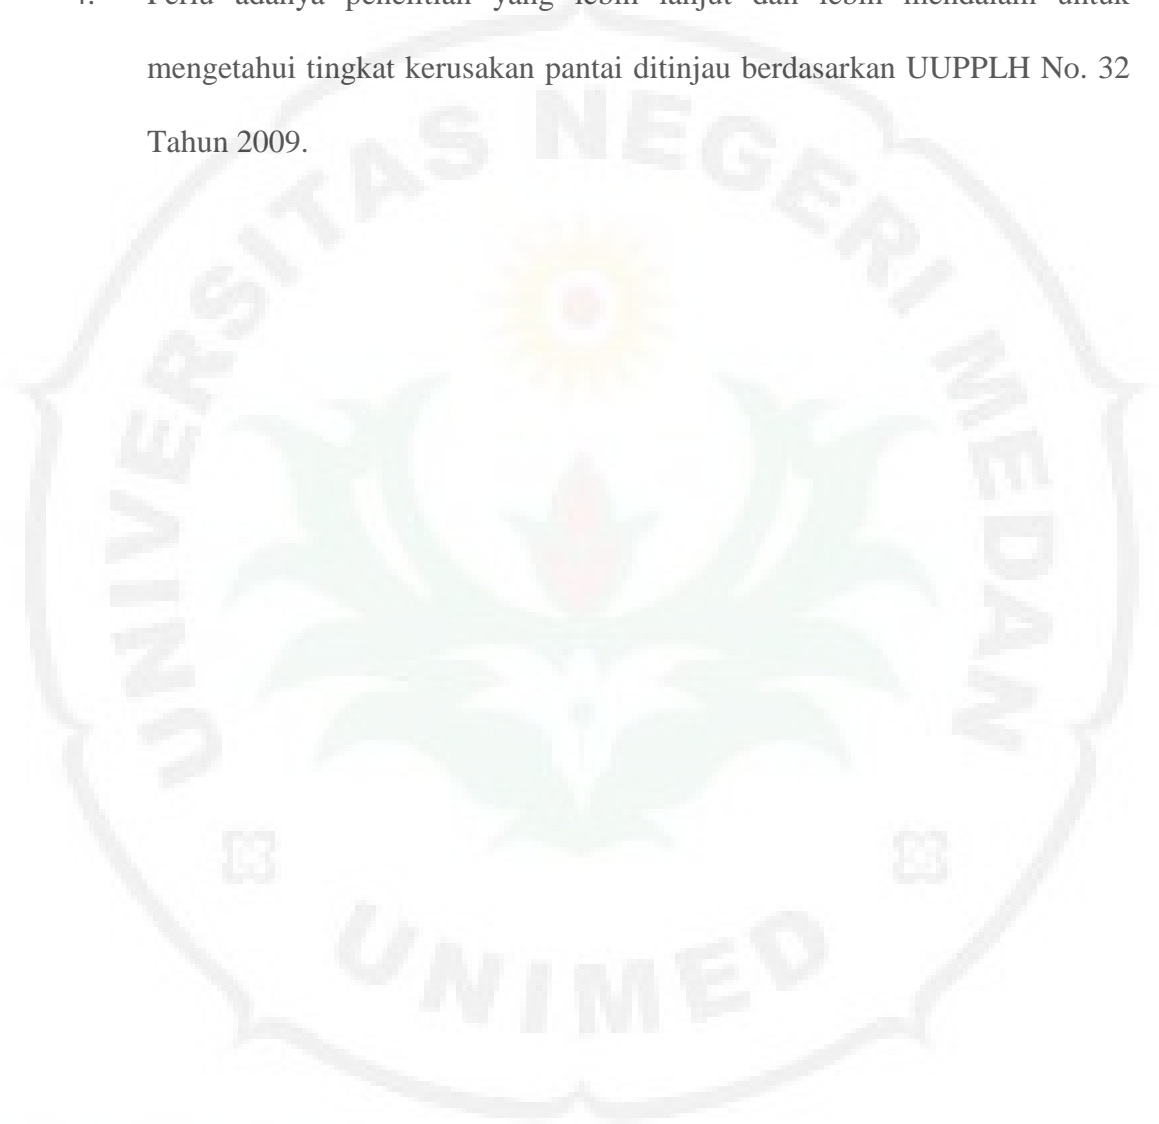 4. Perlu adanya penelitian yang lebih lanjut dan lebih mendalam untuk
mengetahui tingkat kerusakan pantai ditinjau berdasarkan UUPPLH No. 32
Tahun 2009.
UNIVERSITAS NEGERI MEDAN
UNIMED